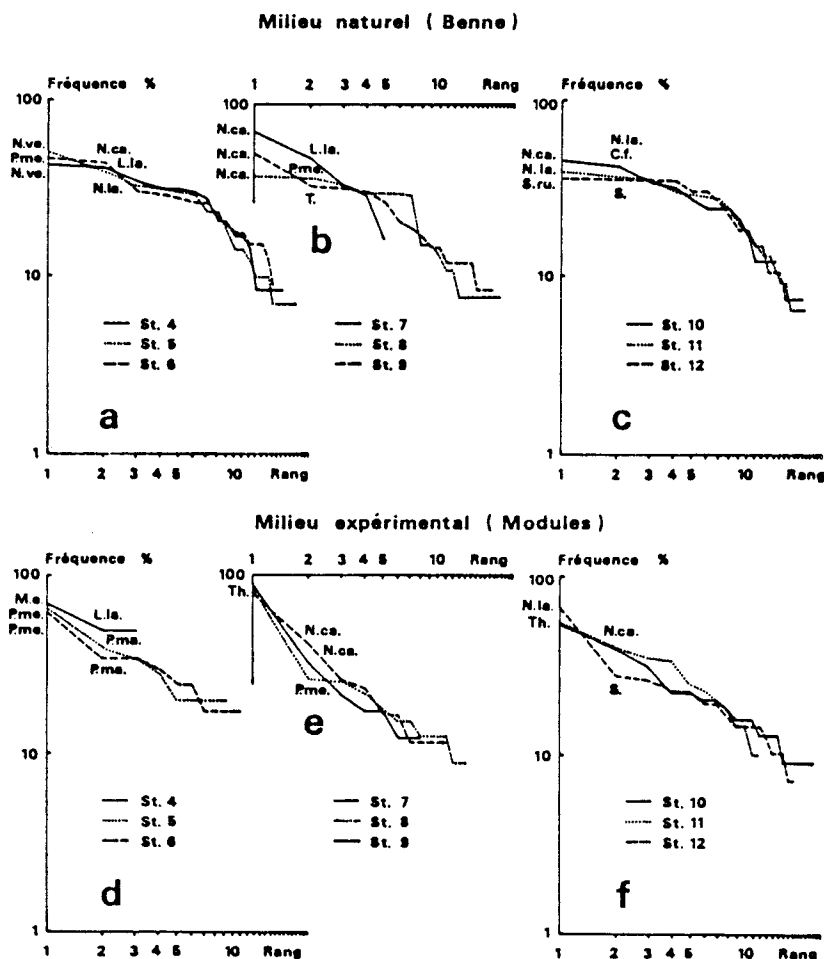 Milieu naturel ( Benne )
Fréquence %
100
N.ve.
P.me.
N.ve.
N.ca.
L.la.
N.la.
10
1
St. 4
St. 5
St. 6
a
1 2 3 4 5 10 Rang
1 2 3 4 5 10 Rang
100
N.ca.
N.ca.
N.ca.
L.la.
P.me.
T.
b
St. 7
St. 8
St. 9
Fréquence %
100
N.ca.
N.la.
S.ru.
N.la.
C.f.
S.
10
1
St. 10
St. 11
St. 12
c
1 2 3 4 5 10 Rang
Milieu expérimental ( Modules )
Fréquence %
100
M.e.
P.me.
P.me.
L.la.
P.ma.
P.ma.
10
1
St. 4
St. 5
St. 6
d
1 2 3 4 5 10 Rang
1 2 3 4 5 10 Rang
100
Th.
N.ca.
N.ca.
P.me.
e
St. 7
St. 8
St. 9
Fréquence %
100
N.la.
Th.
N.ca.
S.
10
1
St. 10
St. 11
St. 12
f
1 2 3 4 5 10 Rang